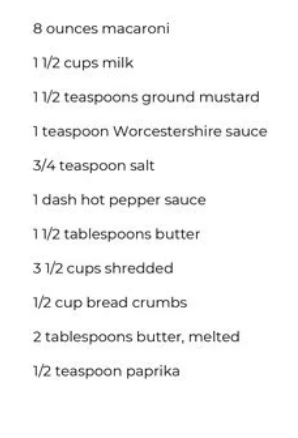 8 ounces macaroni
1 1/2 cups milk
1 1/2 teaspoons ground mustard
1 teaspoon Worcestershire sauce
3/4 teaspoon salt
1 dash hot pepper sauce
1 1/2 tablespoons butter
3 1/2 cups shredded
1/2 cup bread crumbs
2 tablespoons butter, melted
1/2 teaspoon paprika